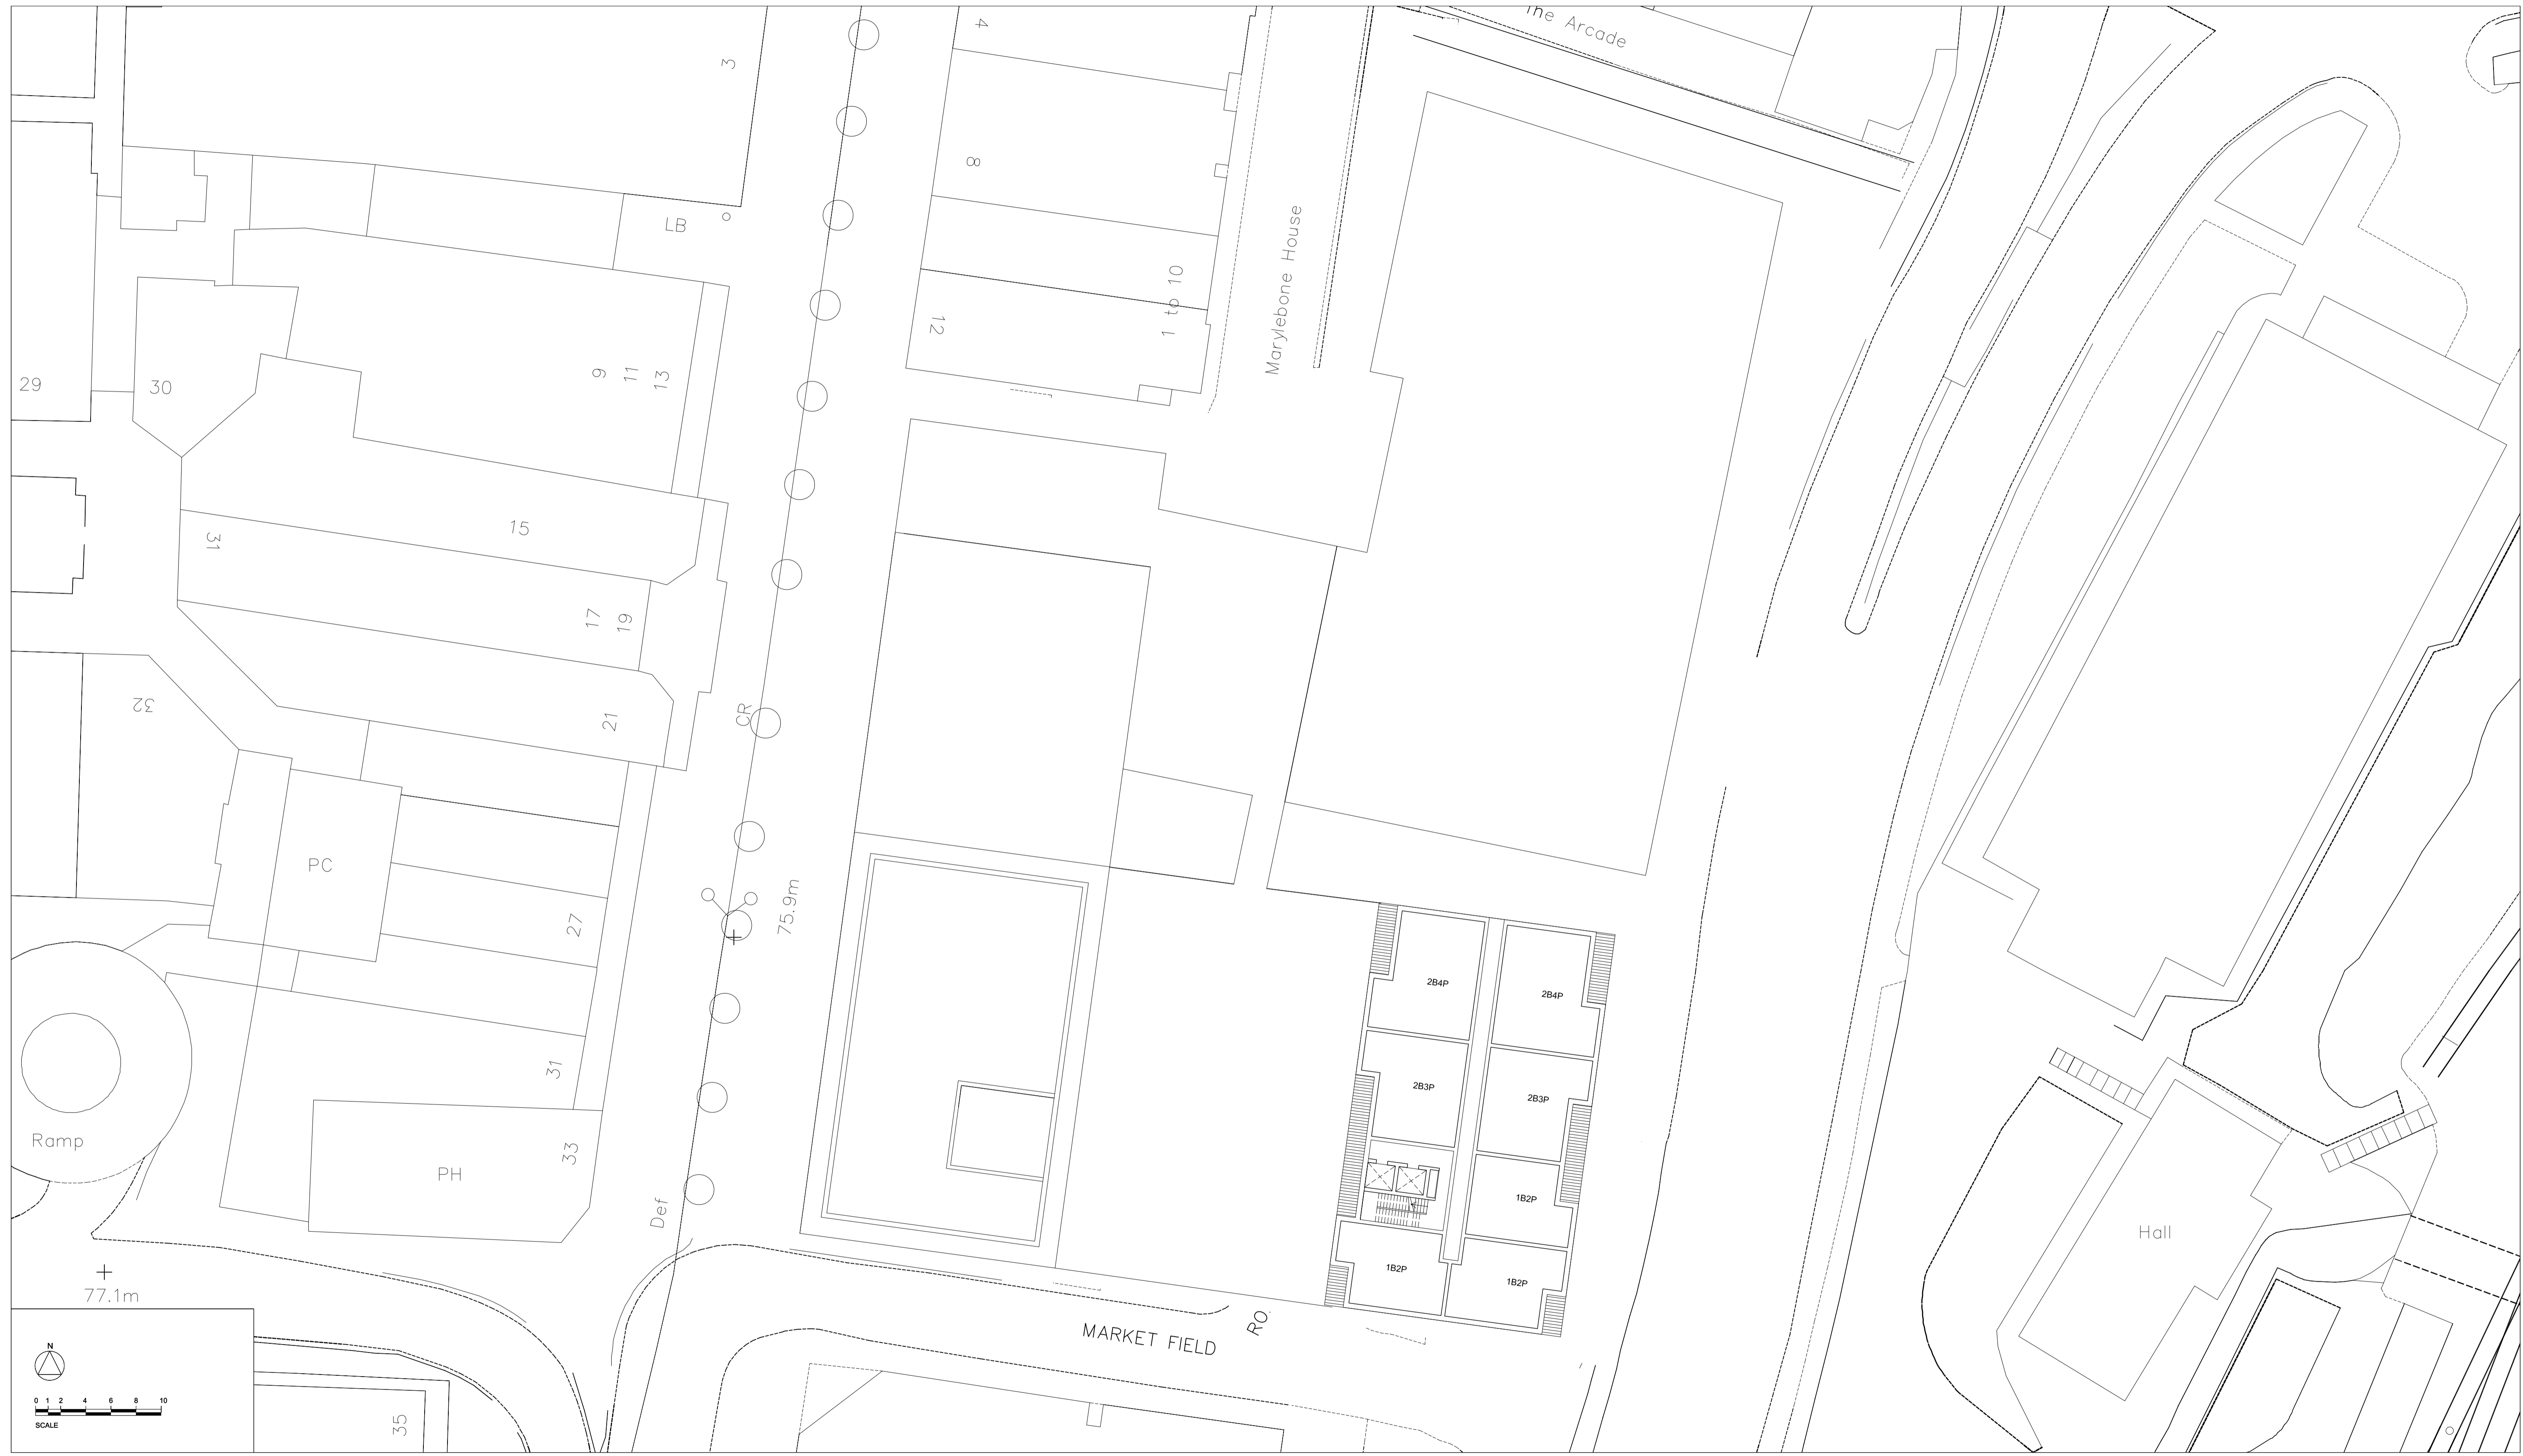 The Arcade
3
4
8
LB
Marylebone House
1 to 10
12
9
11
13
29
30
15
31
17
19
32
21
CR
PC
27
75.9m
2B4P
2B4P
2B3P
2B3P
31
Ramp
33
PH
1B2P
Def
Hall
1B2P
1B2P
77.1m
MARKET FIELD
RO
N
0 1 2 4 6 8 10
SCALE
35